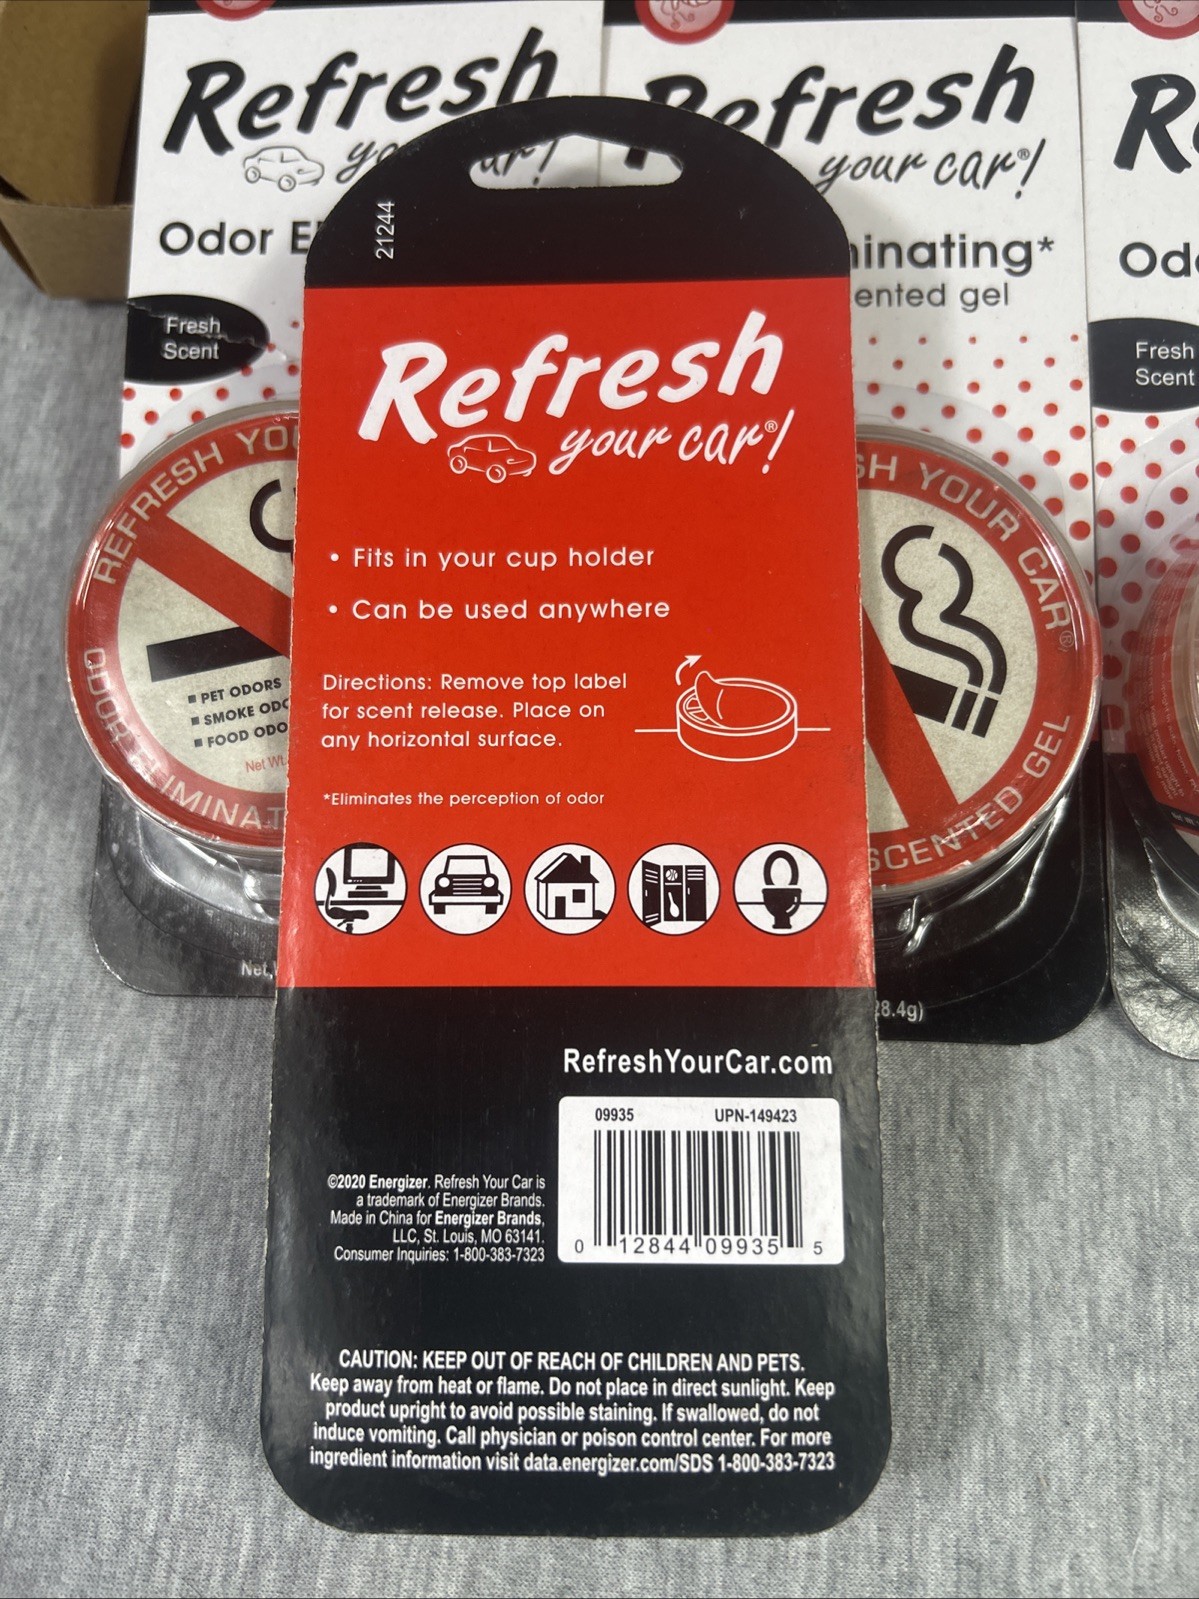 Refresh
your car!
Odor
Fresh
Scent
REFRESH
PET ODORS
SMOKE
FOOD
Net Wt.
Refresh
your car®!
ented gel
Fresh
Scent
YOUR CAR®
SCENTED GEL
28.4g)
21244
Refresh
your car®!
• Fits in your cup holder
• Can be used anywhere
Directions: Remove top label
for scent release. Place on
any horizontal surface.
*Eliminates the perception of odor
RefreshYourCar.com
09935 UPN-149423
0 12844 09935 5
©2020 Energizer. Refresh Your Car is
a trademark of Energizer Brands.
Made in China for Energizer Brands,
LLC, St. Louis, MO 63141.
Consumer Inquiries: 1-800-383-7323
CAUTION: KEEP OUT OF REACH OF CHILDREN AND PETS.
Keep away from heat or flame. Do not place in direct sunlight. Keep
product upright to avoid possible staining. If swallowed, do not
induce vomiting. Call physician or poison control center. For more
ingredient information visit data.energizer.com/SDS 1-800-383-7323